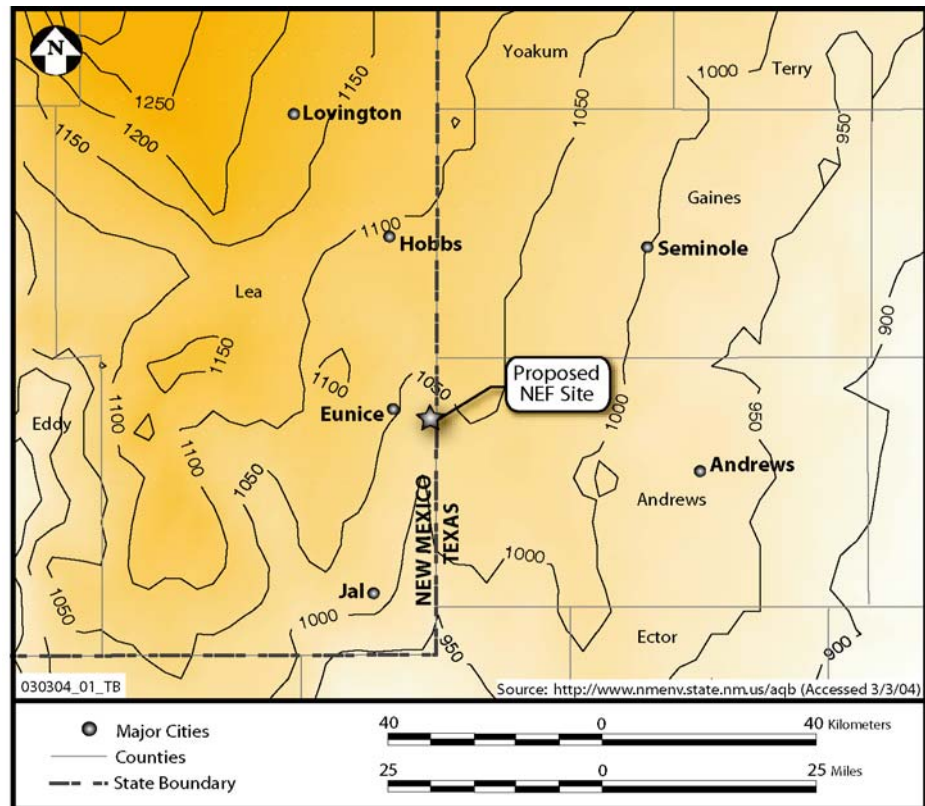 N
Yoakum
1000
Terry
1150
1250
1050
950
1200
Lovington
1150
Gaines
1100
Hobbs
Seminole
Lea
900
1150
Proposed
NEF Site
1100
1050
Eunice
Eddy
1100
1000
950
1100
1050
Andrews
Andrews
NEW MEXICO
TEXAS
1000
Jal
1050
1000
Ector
950
900
030304_01_TB
Source: http://www.nmenv.state.nm.us/aqb (Accessed 3/3/04)
Major Cities
Counties
State Boundary
40 0 40 Kilometers
25 0 25 Miles